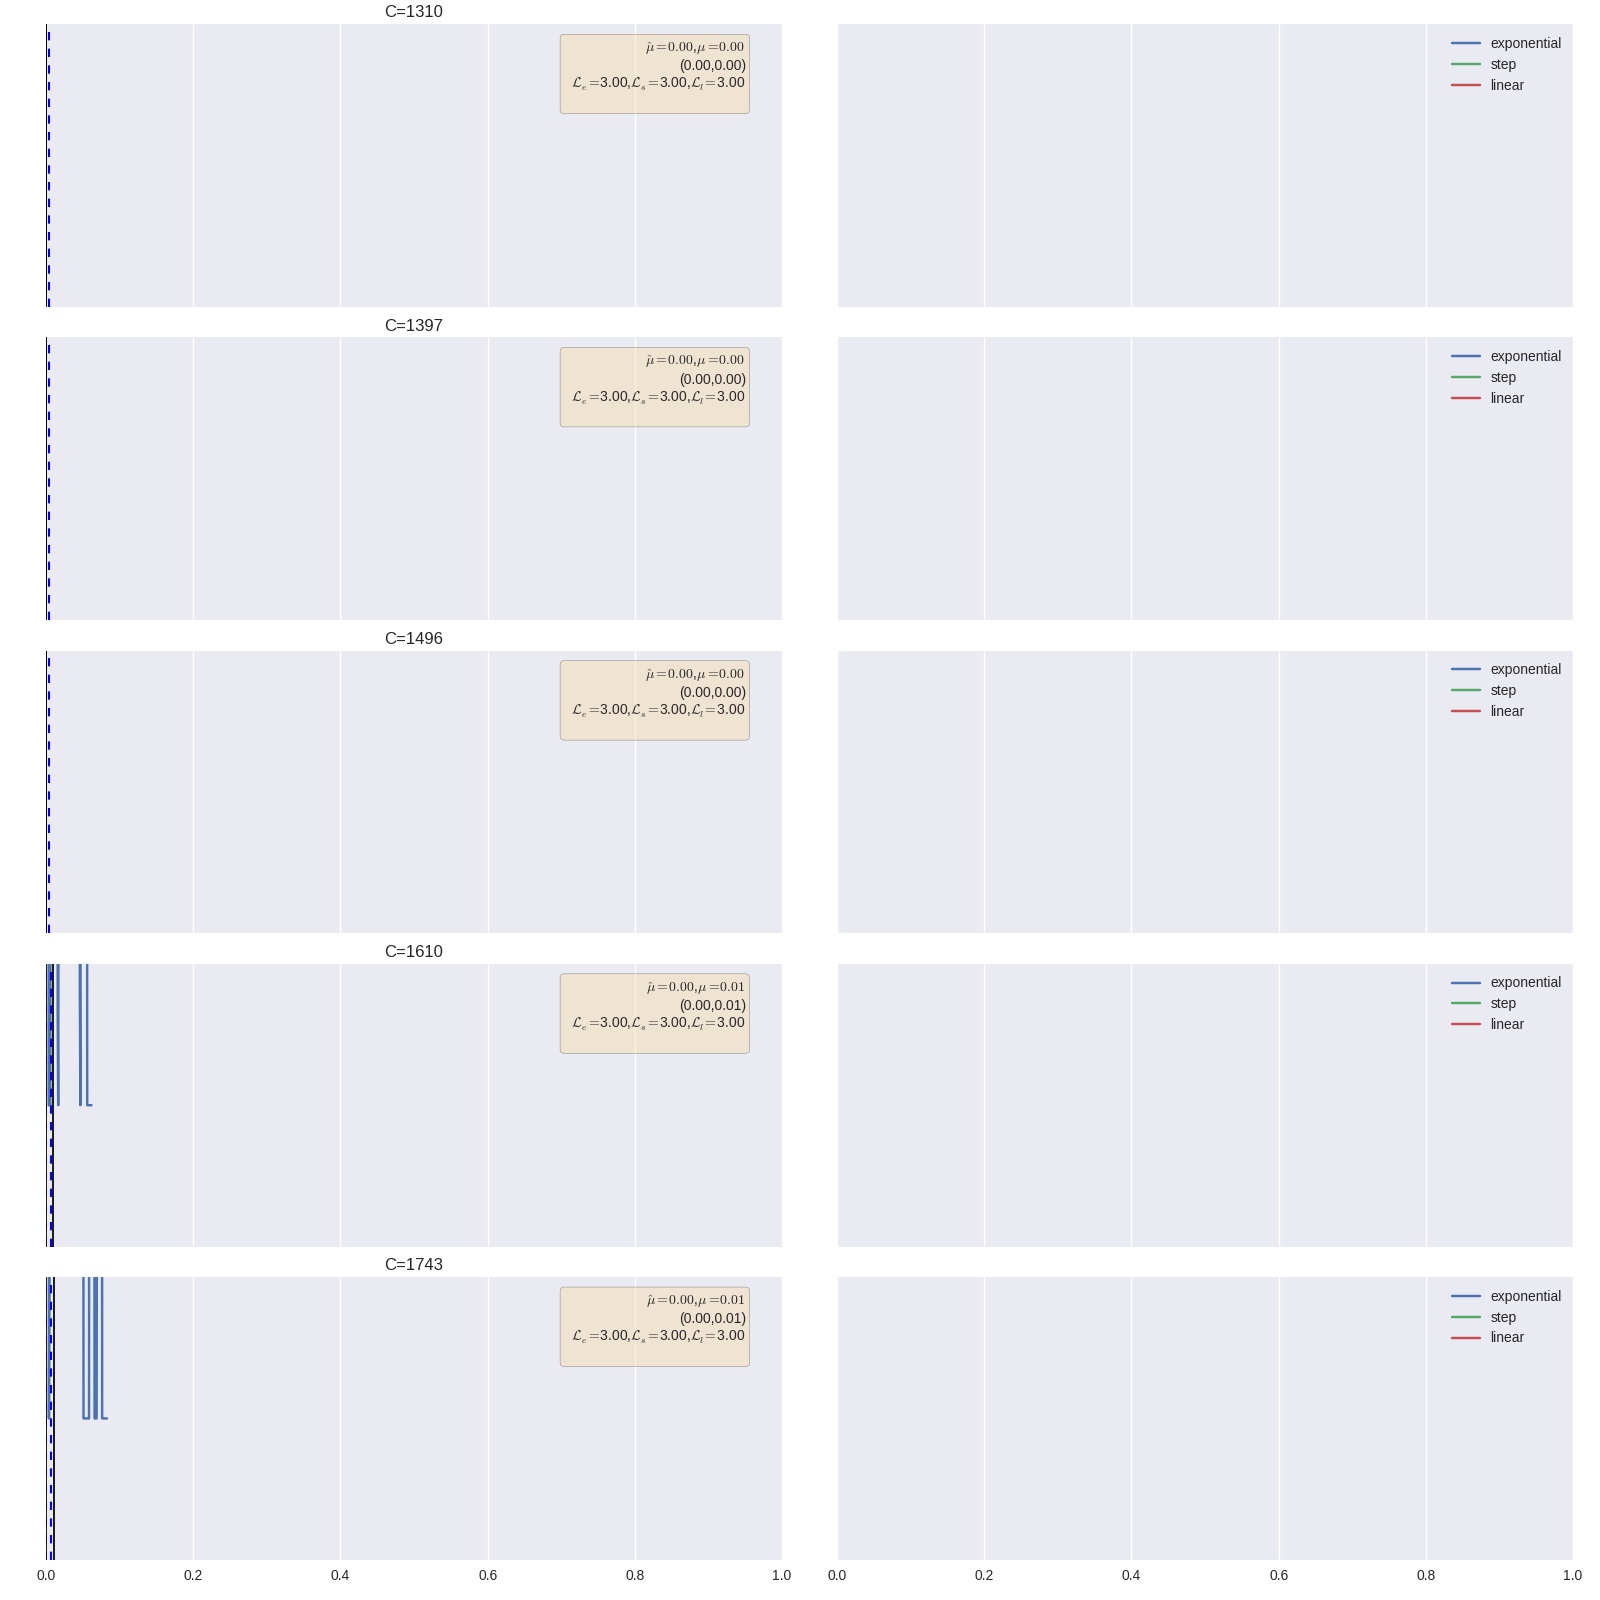 C=1310
μ̂=0.00,μ=0.00
(0.00,0.00)
ℒₑ=3.00,ℒₛ=3.00,ℒₗ=3.00
exponential
step
linear
C=1397
μ̂=0.00,μ=0.00
(0.00,0.00)
ℒₑ=3.00,ℒₛ=3.00,ℒₗ=3.00
exponential
step
linear
C=1496
μ̂=0.00,μ=0.00
(0.00,0.00)
ℒₑ=3.00,ℒₛ=3.00,ℒₗ=3.00
exponential
step
linear
C=1610
μ̂=0.00,μ=0.01
(0.00,0.01)
ℒₑ=3.00,ℒₛ=3.00,ℒₗ=3.00
exponential
step
linear
C=1743
μ̂=0.00,μ=0.01
(0.00,0.01)
ℒₑ=3.00,ℒₛ=3.00,ℒₗ=3.00
exponential
step
linear
0.0 0.2 0.4 0.6 0.8 1.0
0.0 0.2 0.4 0.6 0.8 1.0